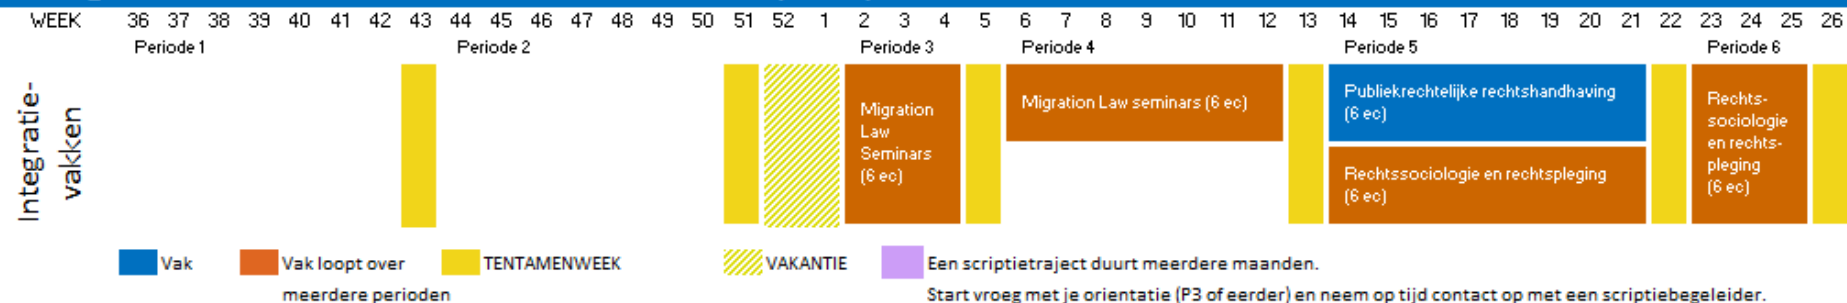 WEEK 36 37 38 39 40 41 42 43 44 45 46 47 48 49 50 51 52 1 2 3 4 5 6 7 8 9 10 11 12 13 14 15 16 17 18 19 20 21 22 23 24 25 26
Periode 1 Periode 2 Periode 3 Periode 4 Periode 5 Periode 6
Integratie-
vakken
Migration
Law
Seminars
(6 ec)
Migration Law seminars (6 ec)
Publiekrechtelijke rechtshandhaving
(6 ec)
Rechtssociologie en rechtspleging
(6 ec)
Rechts-
sociologie
en rechts-
pleging
(6 ec)
Vak
Vak loopt over
meerdere perioden
TENTAMENWEEK
VAKANTIE
Een scriptietraject duurt meerdere maanden.
Start vroeg met je orientatie (P3 of eerder) en neem op tijd contact op met een scriptiebegeleider.